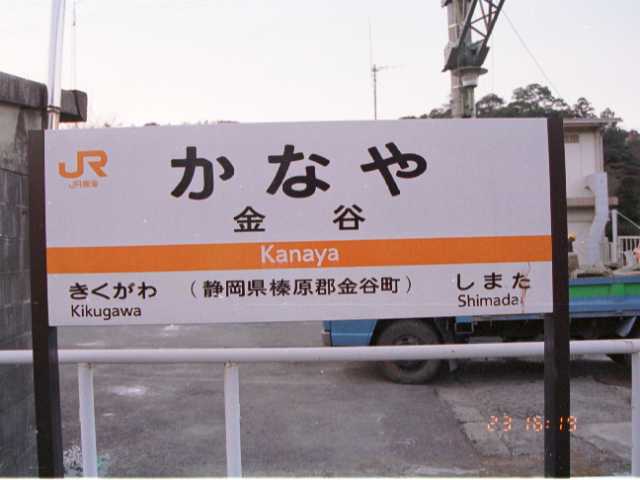 JR
JR東海
かなや
金谷
Kanaya
きくがわ
Kikugawa
（静岡県榛原郡金谷町）
しまだ
Shimada
23 16:19